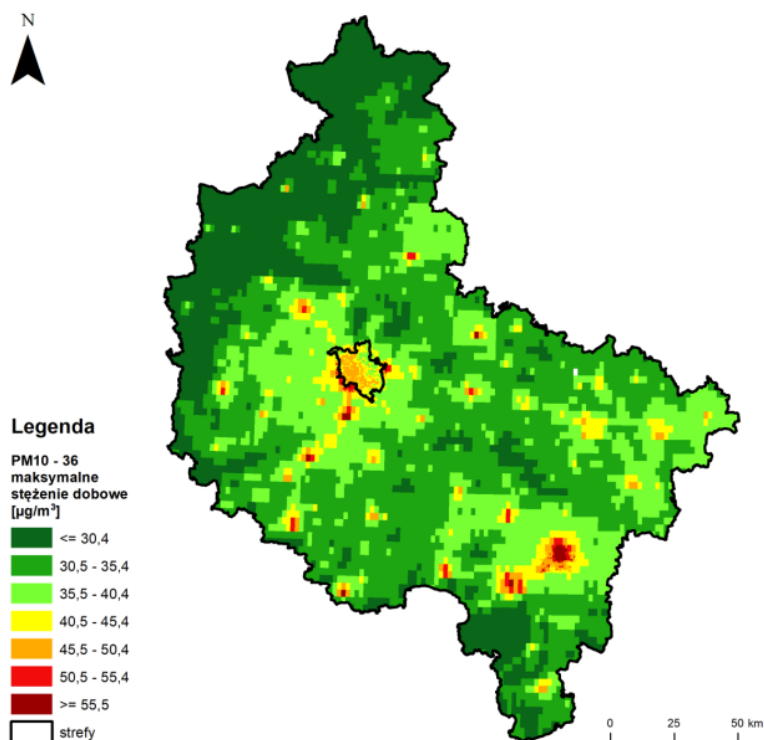 N
Legenda
PM10 - 36
maksymalne
stężenie dobowe
[µg/m³]
<= 30,4
30,5 - 35,4
35,5 - 40,4
40,5 - 45,4
45,5 - 50,4
50,5 - 55,4
>= 55,5
strefy
0 25 50 km